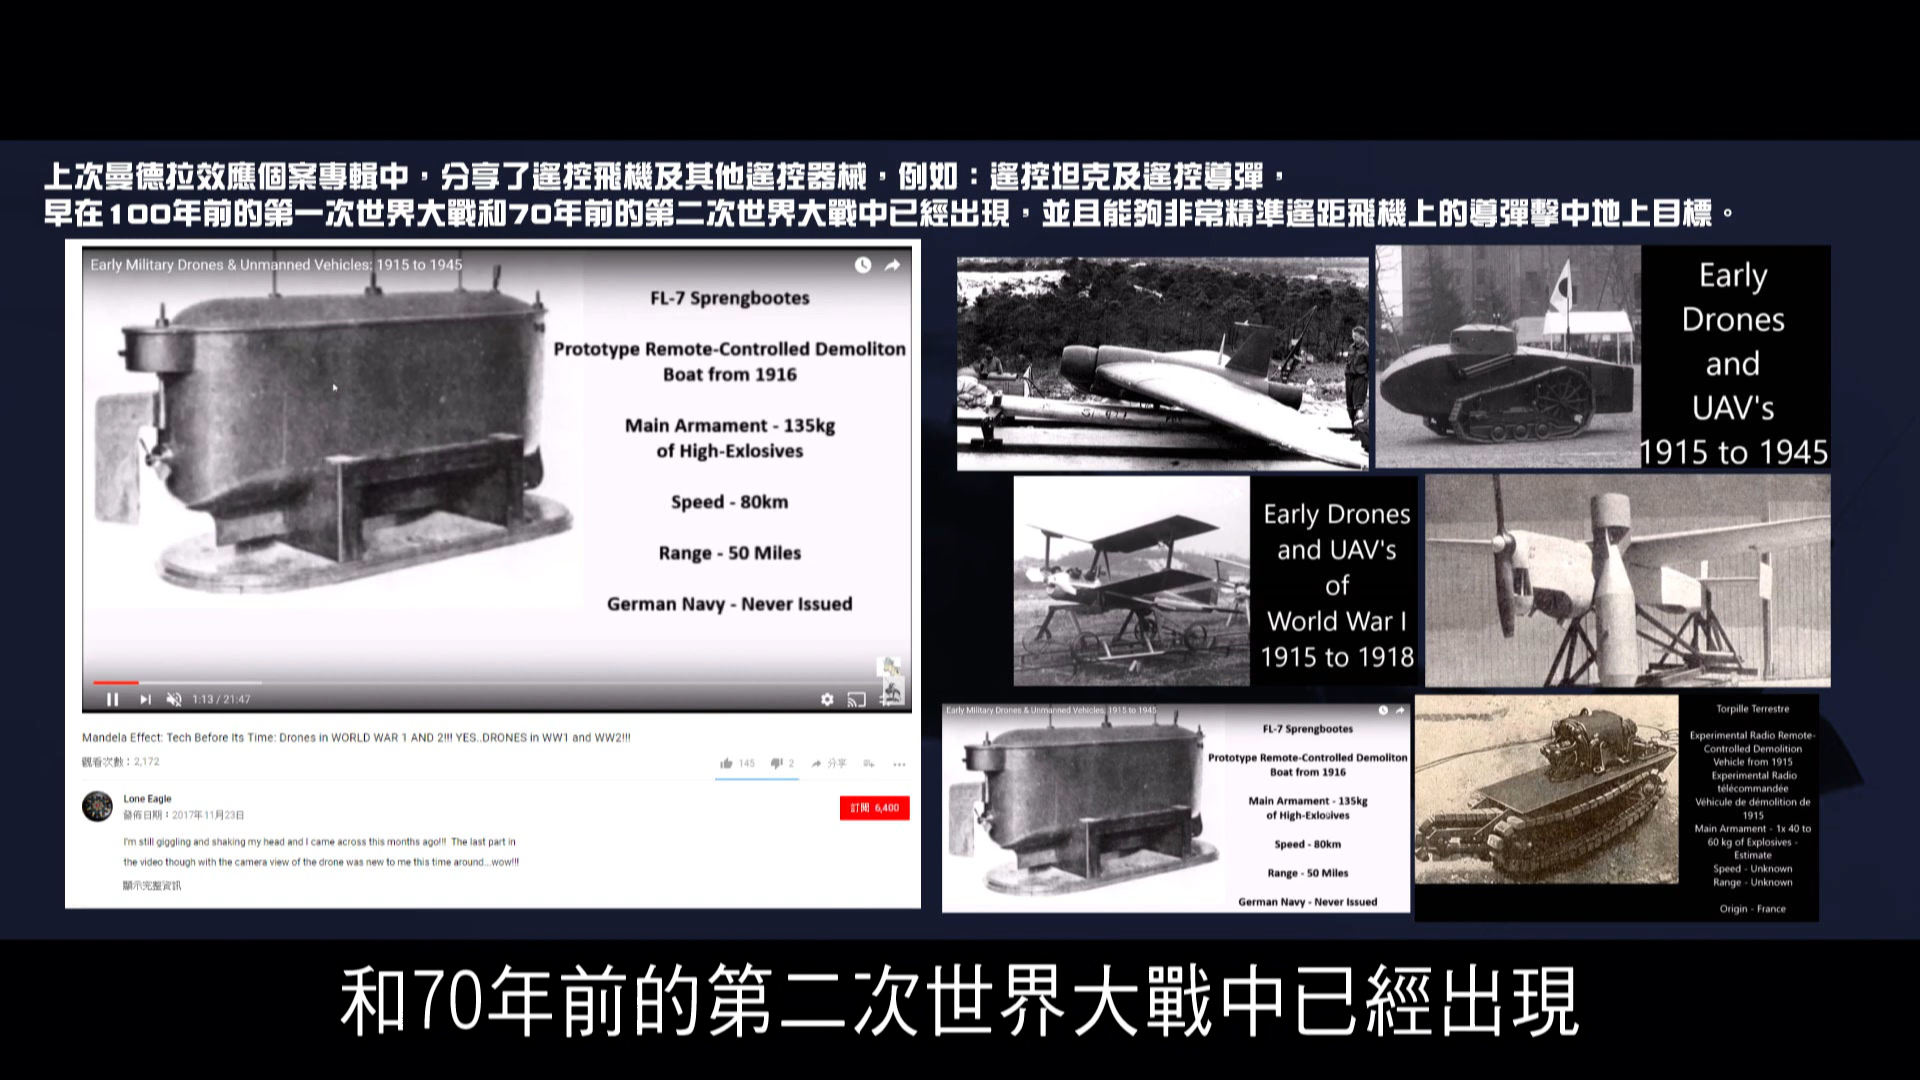 上次曼德拉效應個案專輯中，分享了遙控飛機及其他遙控器械，例如：遙控坦克及遙控導彈，
早在100年前的第一次世界大戰和70年前的第二次世界大戰中已經出現，並且能夠非常精準遙距飛機上的導彈擊中地上目標。
Early Military Drones & Unmanned Vehicles: 1915 to 1945
FL-7 Sprengbootes
Prototype Remote-Controlled Demoliton
Boat from 1916
Main Armament - 135kg
of High-Exlosives
Speed - 80km
Range - 50 Miles
German Navy - Never Issued
1:13 / 21:47
Mandela Effect: Tech Before Its Time: Drones in WORLD WAR 1 AND 2!!! YES..DRONES in WW1 and WW2!!!
觀看次數：2,172
145
2
分享
Lone Eagle
發佈日期：2017年11月23日
訂閱 6,400
I'm still giggling and shaking my head and I came across this months ago!!! The last part in
the video though with the camera view of the drone was new to me this time around...wow!!!
顯示完整資訊
Early
Drones
and
UAV's
1915 to 1945
Early Drones
and UAV's
of
World War I
1915 to 1918
Early Military Drones & Unmanned Vehicles: 1915 to 1945
FL-7 Sprengbootes
Prototype Remote-Controlled Demoliton
Boat from 1916
Main Armament - 135kg
of High-Exlosives
Speed - 80km
Range - 50 Miles
German Navy - Never Issued
Torpille Terrestre
Experimental Radio Remote-
Controlled Demolition
Vehicle from 1915
Experimental Radio
télécommandée
Véhicule de démolition de
1915
Main Armament - 1x 40 to
60 kg of Explosives -
Estimate
Speed - Unknown
Range - Unknown
Origin - France
和70年前的第二次世界大戰中已經出現